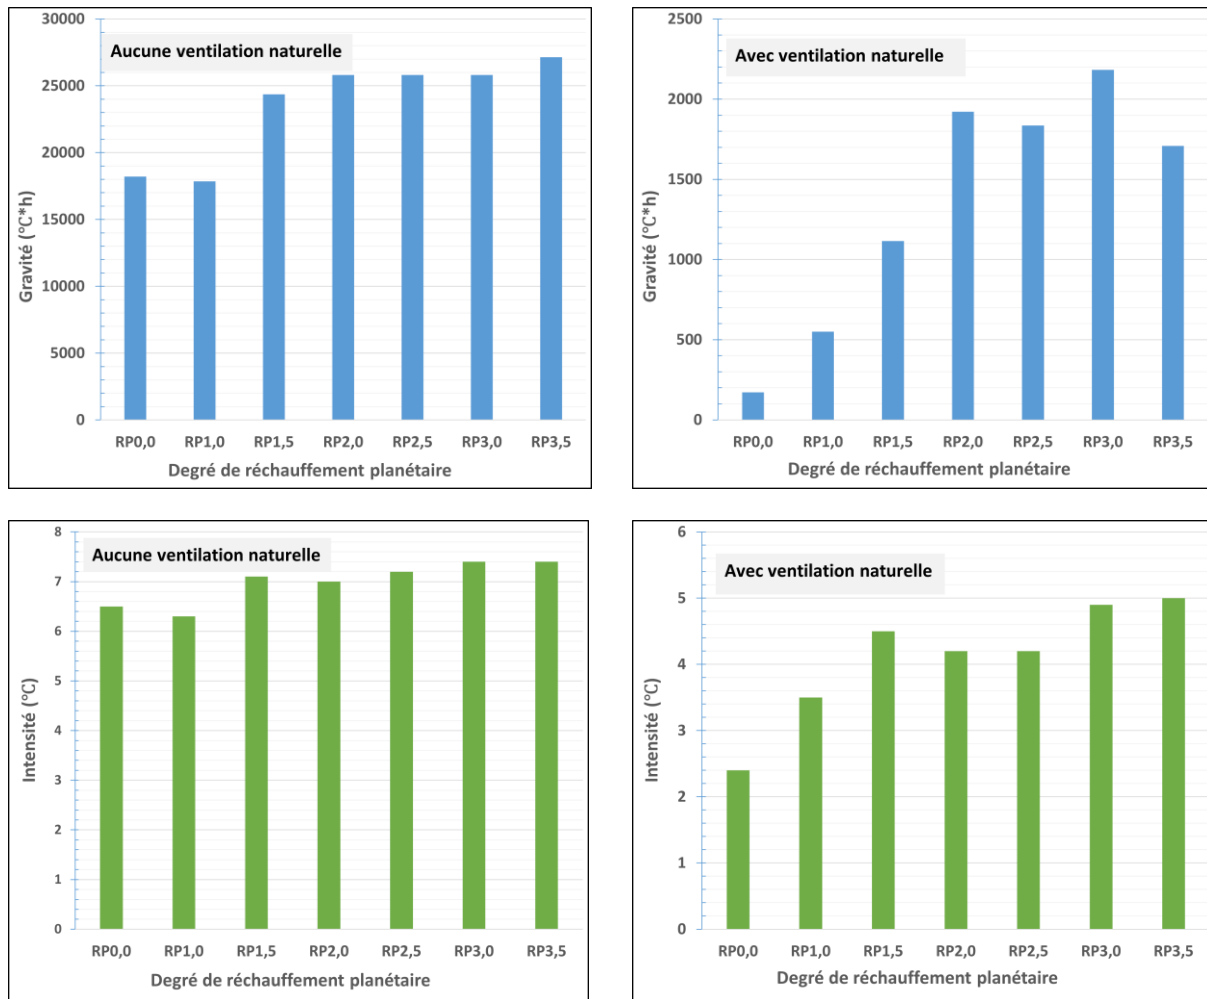 Aucune ventilation naturelle
30000
25000
20000
15000
10000
5000
0
Gravité (°C*h)
RP0,0 RP1,0 RP1,5 RP2,0 RP2,5 RP3,0 RP3,5
Degré de réchauffement planétaire
Avec ventilation naturelle
2500
2000
1500
1000
500
0
Gravité (°C*h)
RP0,0 RP1,0 RP1,5 RP2,0 RP2,5 RP3,0 RP3,5
Degré de réchauffement planétaire
Aucune ventilation naturelle
8
7
6
5
4
3
2
1
0
Intensité (°C)
RP0,0 RP1,0 RP1,5 RP2,0 RP2,5 RP3,0 RP3,5
Degré de réchauffement planétaire
Avec ventilation naturelle
6
5
4
3
2
1
0
Intensité (°C)
RP0,0 RP1,0 RP1,5 RP2,0 RP2,5 RP3,0 RP3,5
Degré de réchauffement planétaire